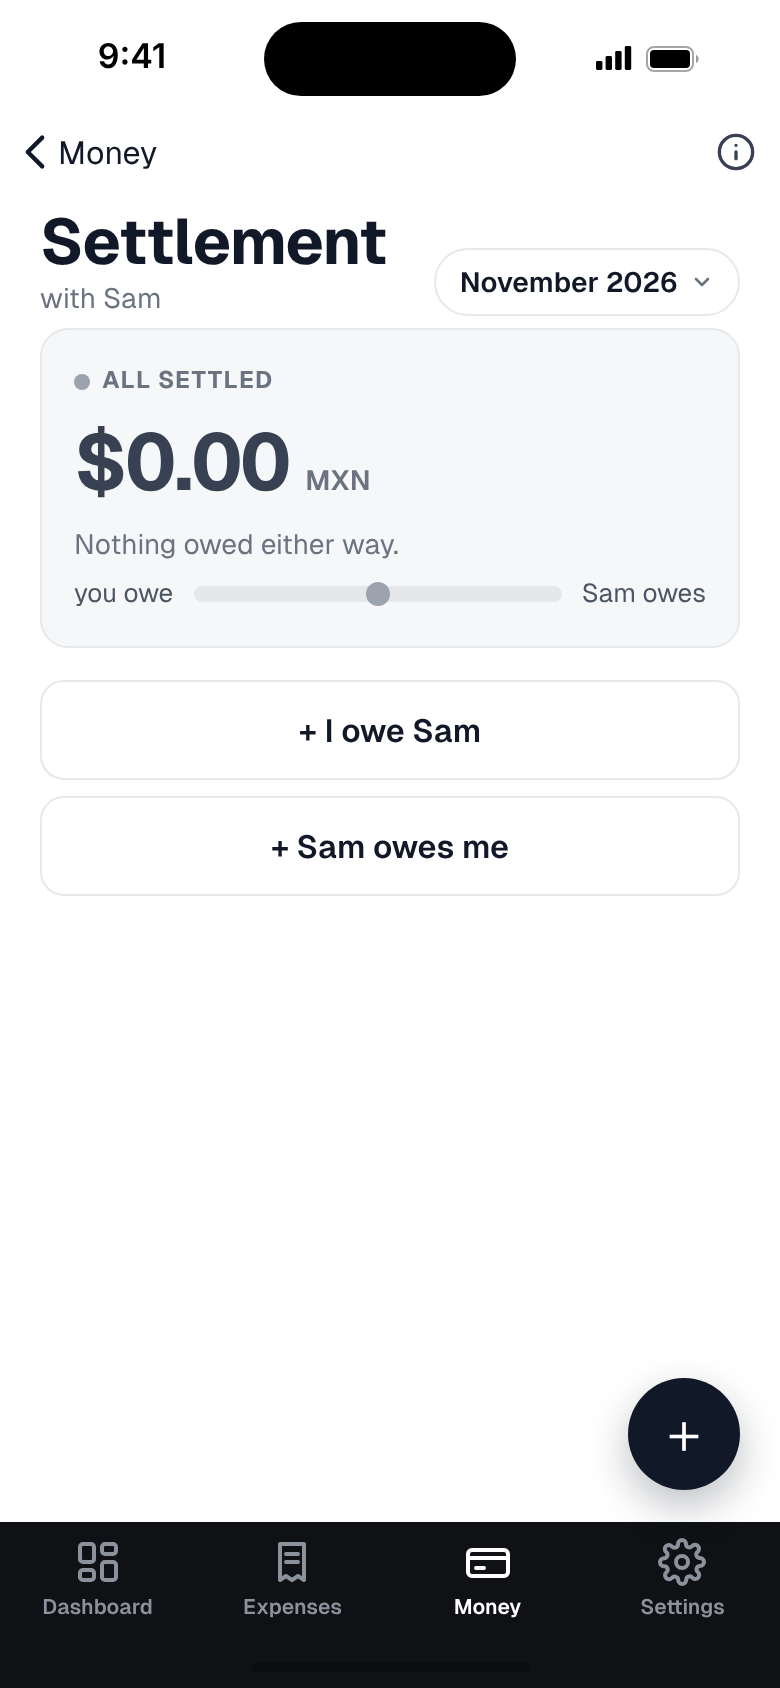 9:41
Money
Settlement
with Sam
November 2026
ALL SETTLED
$0.00 MXN
Nothing owed either way.
you owe
Sam owes
+ I owe Sam
+ Sam owes me
+
Dashboard
Expenses
Money
Settings